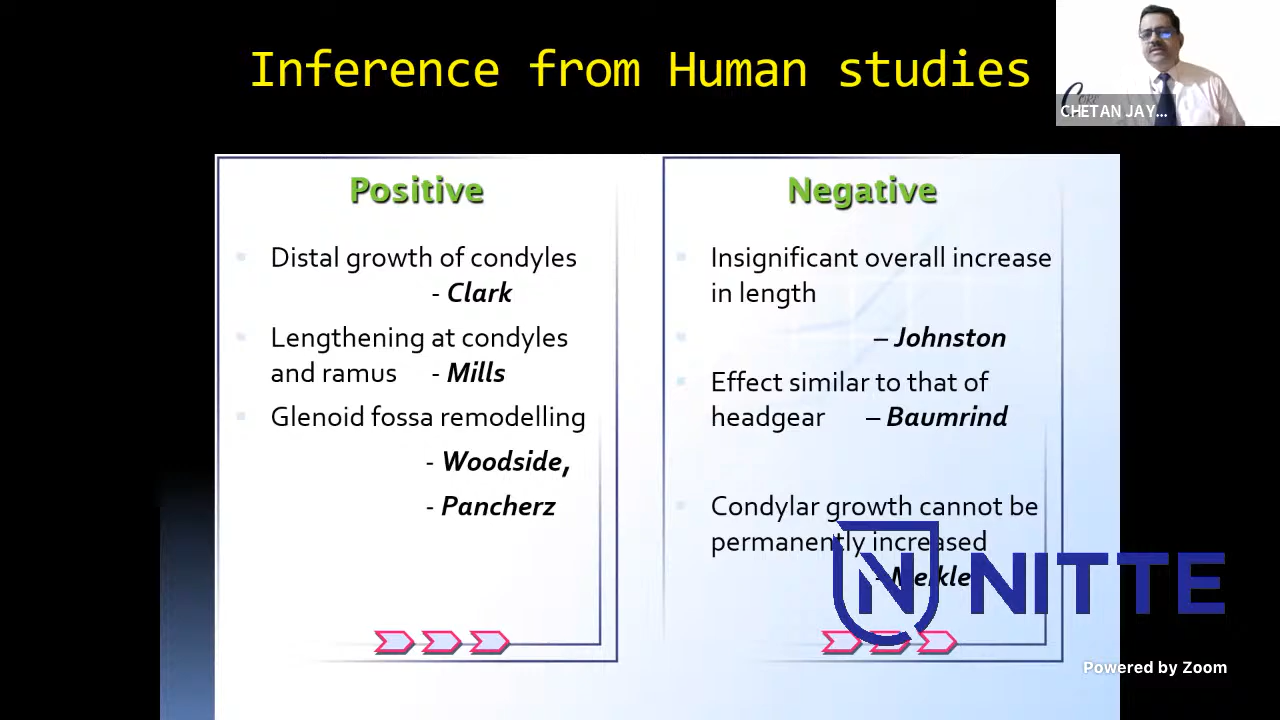 Inference from Human studies
CHETAN JAY...
Positive
Distal growth of condyles
- Clark
Lengthening at condyles
and ramus - Mills
Glenoid fossa remodelling
- Woodside,
- Pancherz
Negative
Insignificant overall increase
in length
– Johnston
Effect similar to that of
headgear – Baumrind
Condylar growth cannot be
permanently increased
- Meikle
N NITTE
Powered by Zoom